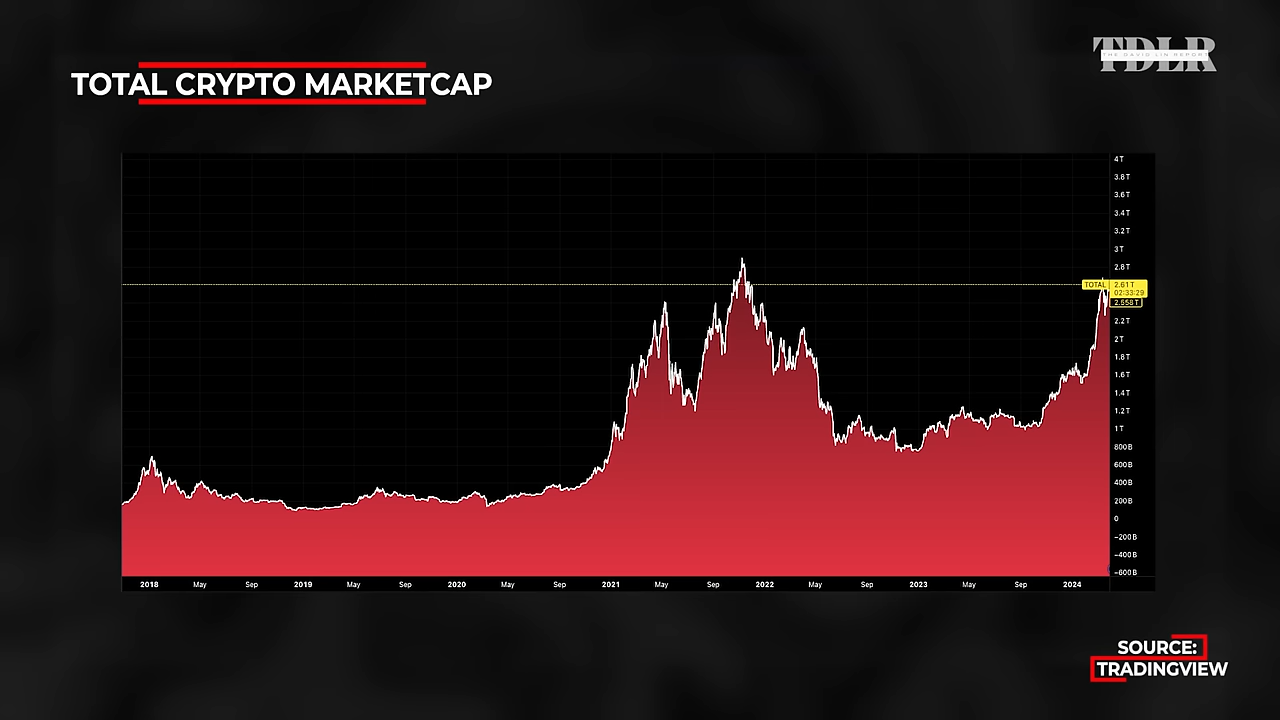 TDLR
THE DAVID LIN REPORT
TOTAL CRYPTO MARKETCAP
4T
3.8T
3.6T
3.4T
3.2T
3T
2.8T
TOTAL 2.61T
02:33:29
2.558T
2.2T
2T
1.8T
1.6T
1.4T
1.2T
1T
800B
600B
400B
200B
0
−200B
−400B
−600B
2018 May Sep 2019 May Sep 2020 May Sep 2021 May Sep 2022 May Sep 2023 May Sep 2024
SOURCE:
TRADINGVIEW